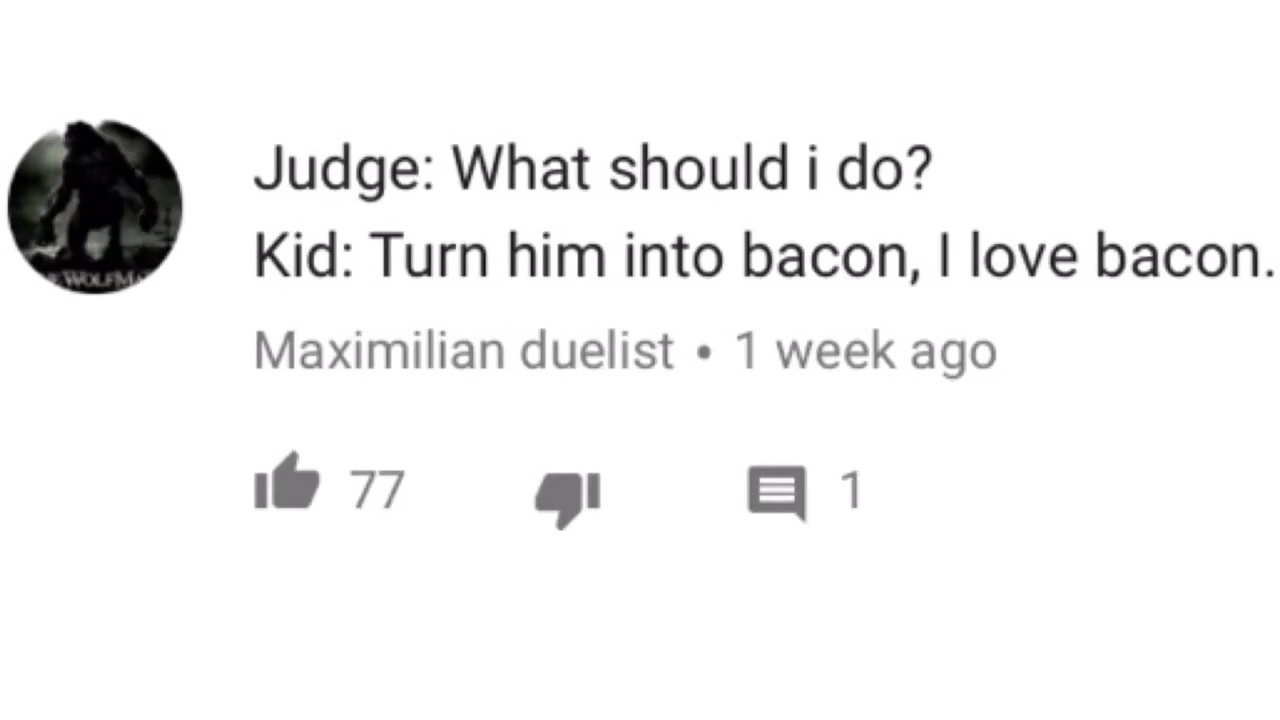 Judge: What should i do?
Kid: Turn him into bacon, I love bacon.
Maximilian duelist • 1 week ago
77 1